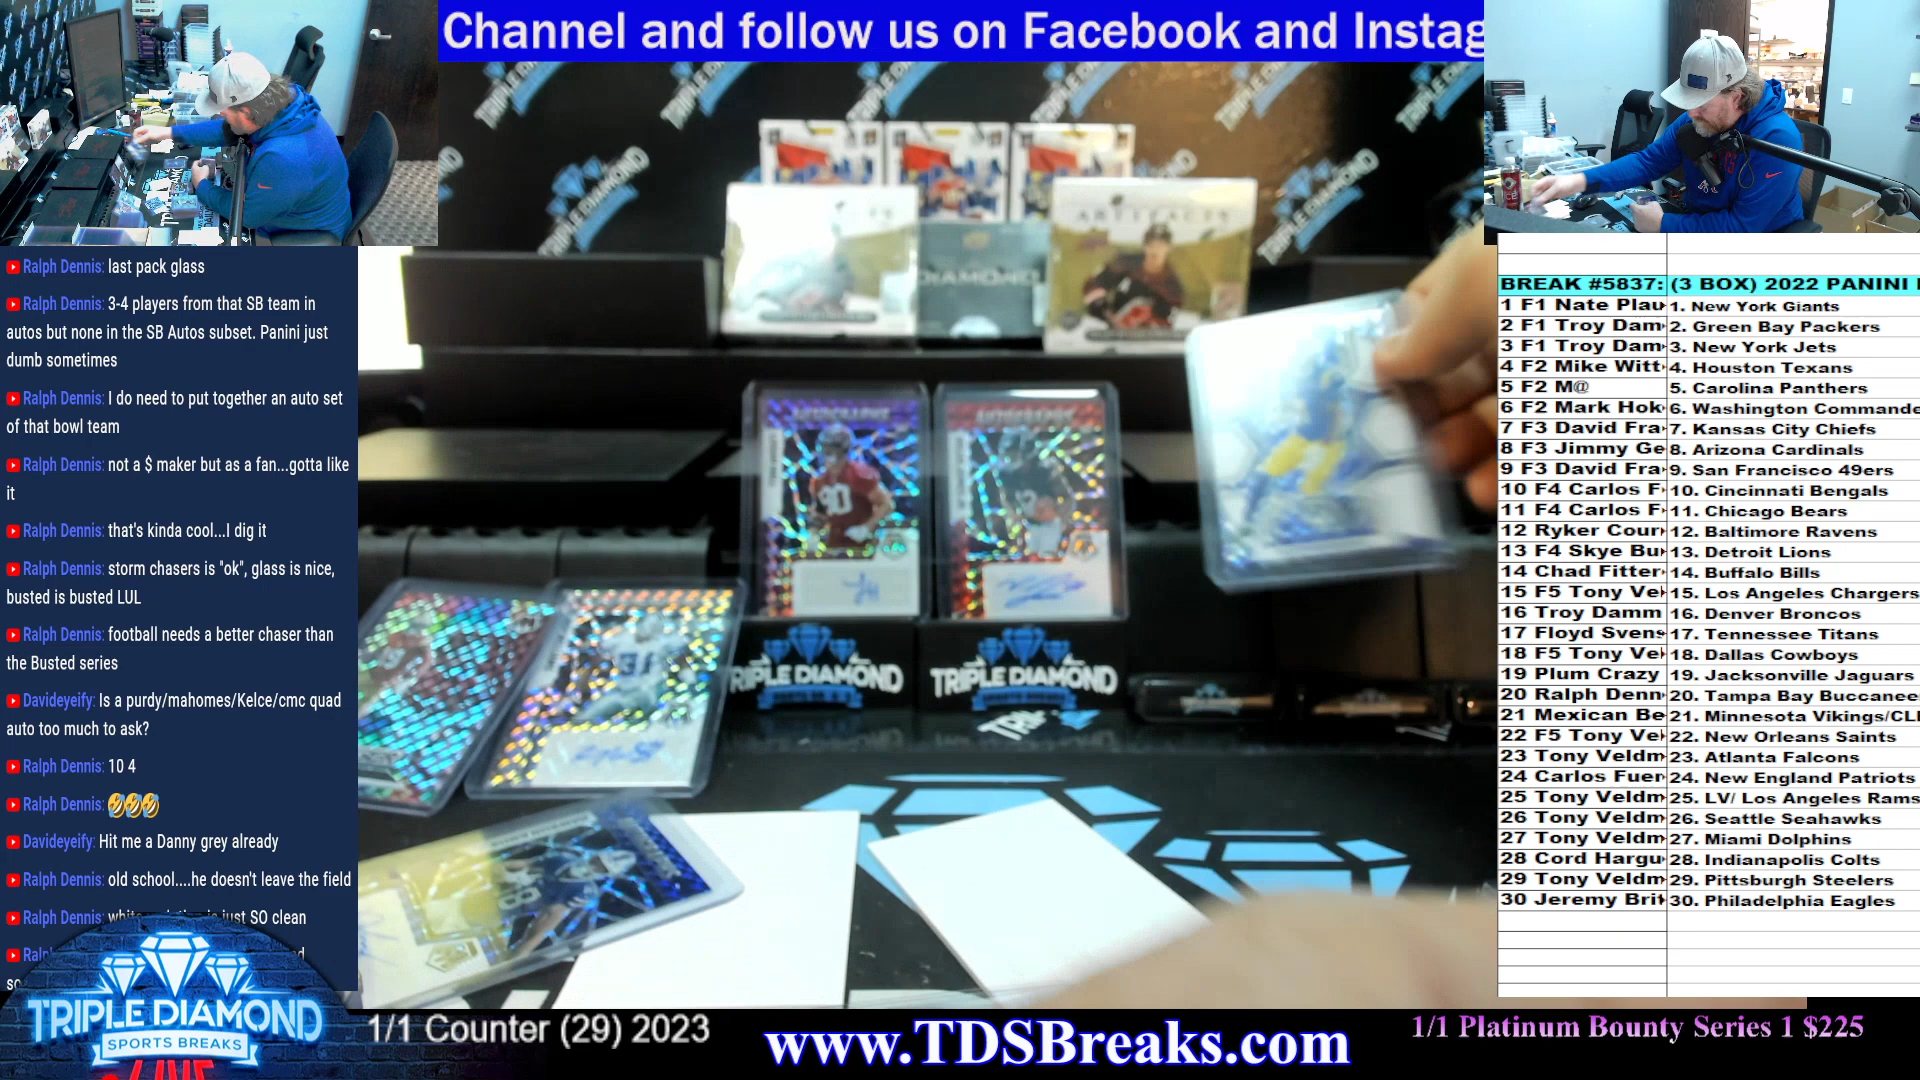 Channel and follow us on Facebook and Instag
Ralph Dennis: last pack glass
Ralph Dennis: 3-4 players from that SB team in
autos but none in the SB Autos subset. Panini just
dumb sometimes
Ralph Dennis: I do need to put together an auto set
of that bowl team
Ralph Dennis: not a $ maker but as a fan...gotta like
it
Ralph Dennis: that's kinda cool...I dig it
Ralph Dennis: storm chasers is "ok", glass is nice,
busted is busted LUL
Ralph Dennis: football needs a better chaser than
the Busted series
Davideyeify: Is a purdy/mahomes/Kelce/cmc quad
auto too much to ask?
Ralph Dennis: 10 4
Ralph Dennis: 🤣🤣🤣
Davideyeify: Hit me a Danny grey already
Ralph Dennis: old school....he doesn't leave the field
Ralph Dennis: just SO clean
TRIPLE DIAMOND
SPORTS BREAKS
LIVE
ARTIFACTS
DIAMOND
AUTOGRAPHS
90
TRIPLE DIAMOND
TRIPLE DIAMOND
BREAK #5837: (3 BOX) 2022 PANINI
1 F1 Nate Plau 1. New York Giants
2 F1 Troy Dam 2. Green Bay Packers
3 F1 Troy Dam 3. New York Jets
4 F2 Mike Witt 4. Houston Texans
5 F2 M@ 5. Carolina Panthers
6 F2 Mark Hok 6. Washington Commande
7 F3 David Fra 7. Kansas City Chiefs
8 F3 Jimmy Ge 8. Arizona Cardinals
9 F3 David Fra 9. San Francisco 49ers
10 F4 Carlos F 10. Cincinnati Bengals
11 F4 Carlos F 11. Chicago Bears
12 Ryker Cour 12. Baltimore Ravens
13 F4 Skye Bu 13. Detroit Lions
14 Chad Fitter 14. Buffalo Bills
15 F5 Tony Ve 15. Los Angeles Chargers
16 Troy Damm 16. Denver Broncos
17 Floyd Svens 17. Tennessee Titans
18 F5 Tony Ve 18. Dallas Cowboys
19 Plum Crazy 19. Jacksonville Jaguars
20 Ralph Denn 20. Tampa Bay Buccanee
21 Mexican Be 21. Minnesota Vikings/CL
22 F5 Tony Ve 22. New Orleans Saints
23 Tony Veldm 23. Atlanta Falcons
24 Carlos Fuer 24. New England Patriots
25 Tony Veldm 25. LV/ Los Angeles Rams
26 Tony Veldm 26. Seattle Seahawks
27 Tony Veldm 27. Miami Dolphins
28 Cord Hargu 28. Indianapolis Colts
29 Tony Veldm 29. Pittsburgh Steelers
30 Jeremy Brit 30. Philadelphia Eagles
1/1 Counter (29) 2023
www.TDSBreaks.com
1/1 Platinum Bounty Series 1 $225